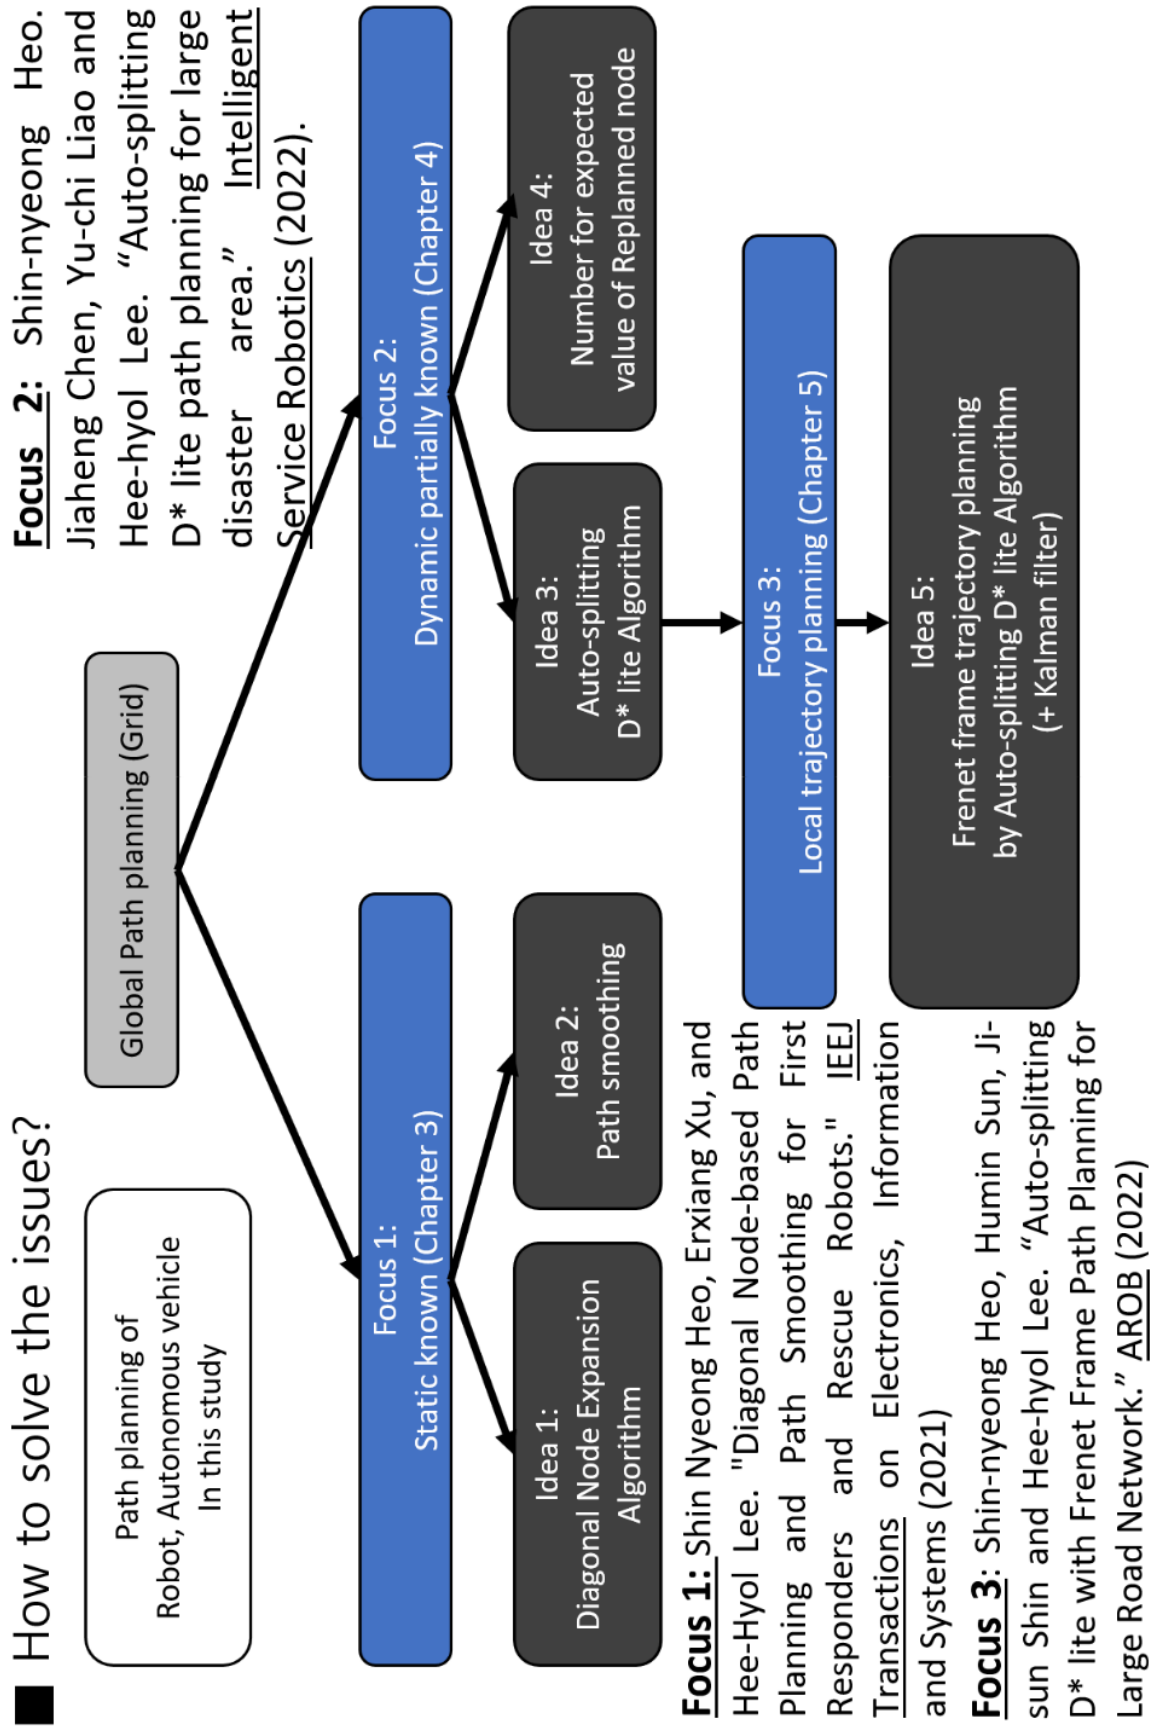 ■ How to solve the issues?
Path planning of
Robot, Autonomous vehicle
In this study
Global Path planning (Grid)
Focus 2: Shin-nyeong Heo.
Jiaheng Chen, Yu-chi Liao and
Hee-hyol Lee. “Auto-splitting
D* lite path planning for large
disaster area.” Intelligent
Service Robotics (2022).
Focus 1:
Static known (Chapter 3)
Focus 2:
Dynamic partially known (Chapter 4)
Idea 1:
Diagonal Node Expansion
Algorithm
Idea 2:
Path smoothing
Idea 3:
Auto-splitting
D* lite Algorithm
Idea 4:
Number for expected
value of Replanned node
Focus 3:
Local trajectory planning (Chapter 5)
Idea 5:
Frenet frame trajectory planning
by Auto-splitting D* lite Algorithm
(+ Kalman filter)
Focus 1: Shin Nyeong Heo, Erxiang Xu, and
Hee-Hyol Lee. "Diagonal Node-based Path
Planning and Path Smoothing for First
Responders and Rescue Robots." IEEJ
Transactions on Electronics, Information
and Systems (2021)
Focus 3: Shin-nyeong Heo, Humin Sun, Ji-
sun Shin and Hee-hyol Lee. “Auto-splitting
D* lite with Frenet Frame Path Planning for
Large Road Network.” AROB (2022)